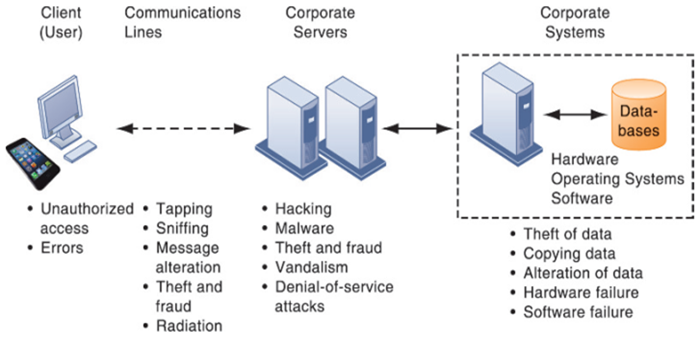 Client
(User)
Communications
Lines
Corporate
Servers
Corporate
Systems
Data-
bases
Hardware
Operating Systems
Software
• Unauthorized
access
• Errors
• Tapping
• Sniffing
• Message
alteration
• Theft and
fraud
• Radiation
• Hacking
• Malware
• Theft and fraud
• Vandalism
• Denial-of-service
attacks
• Theft of data
• Copying data
• Alteration of data
• Hardware failure
• Software failure